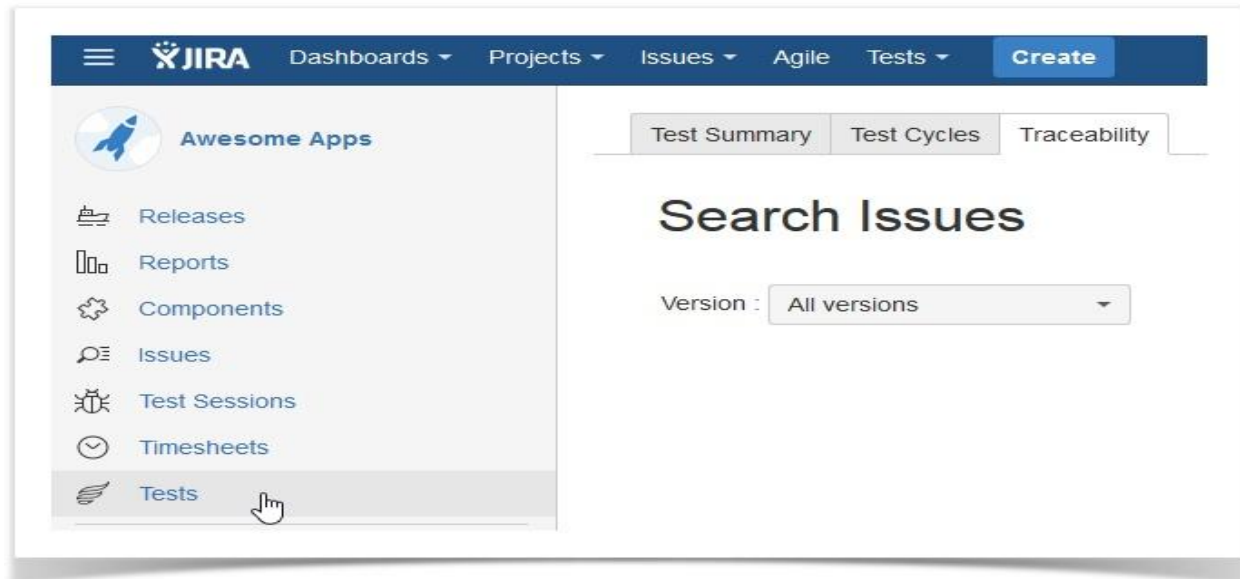 JIRA Dashboards Projects Issues Agile Tests Create
Awesome Apps
Releases
Reports
Components
Issues
Test Sessions
Timesheets
Tests
Test Summary Test Cycles Traceability
Search Issues
Version : All versions